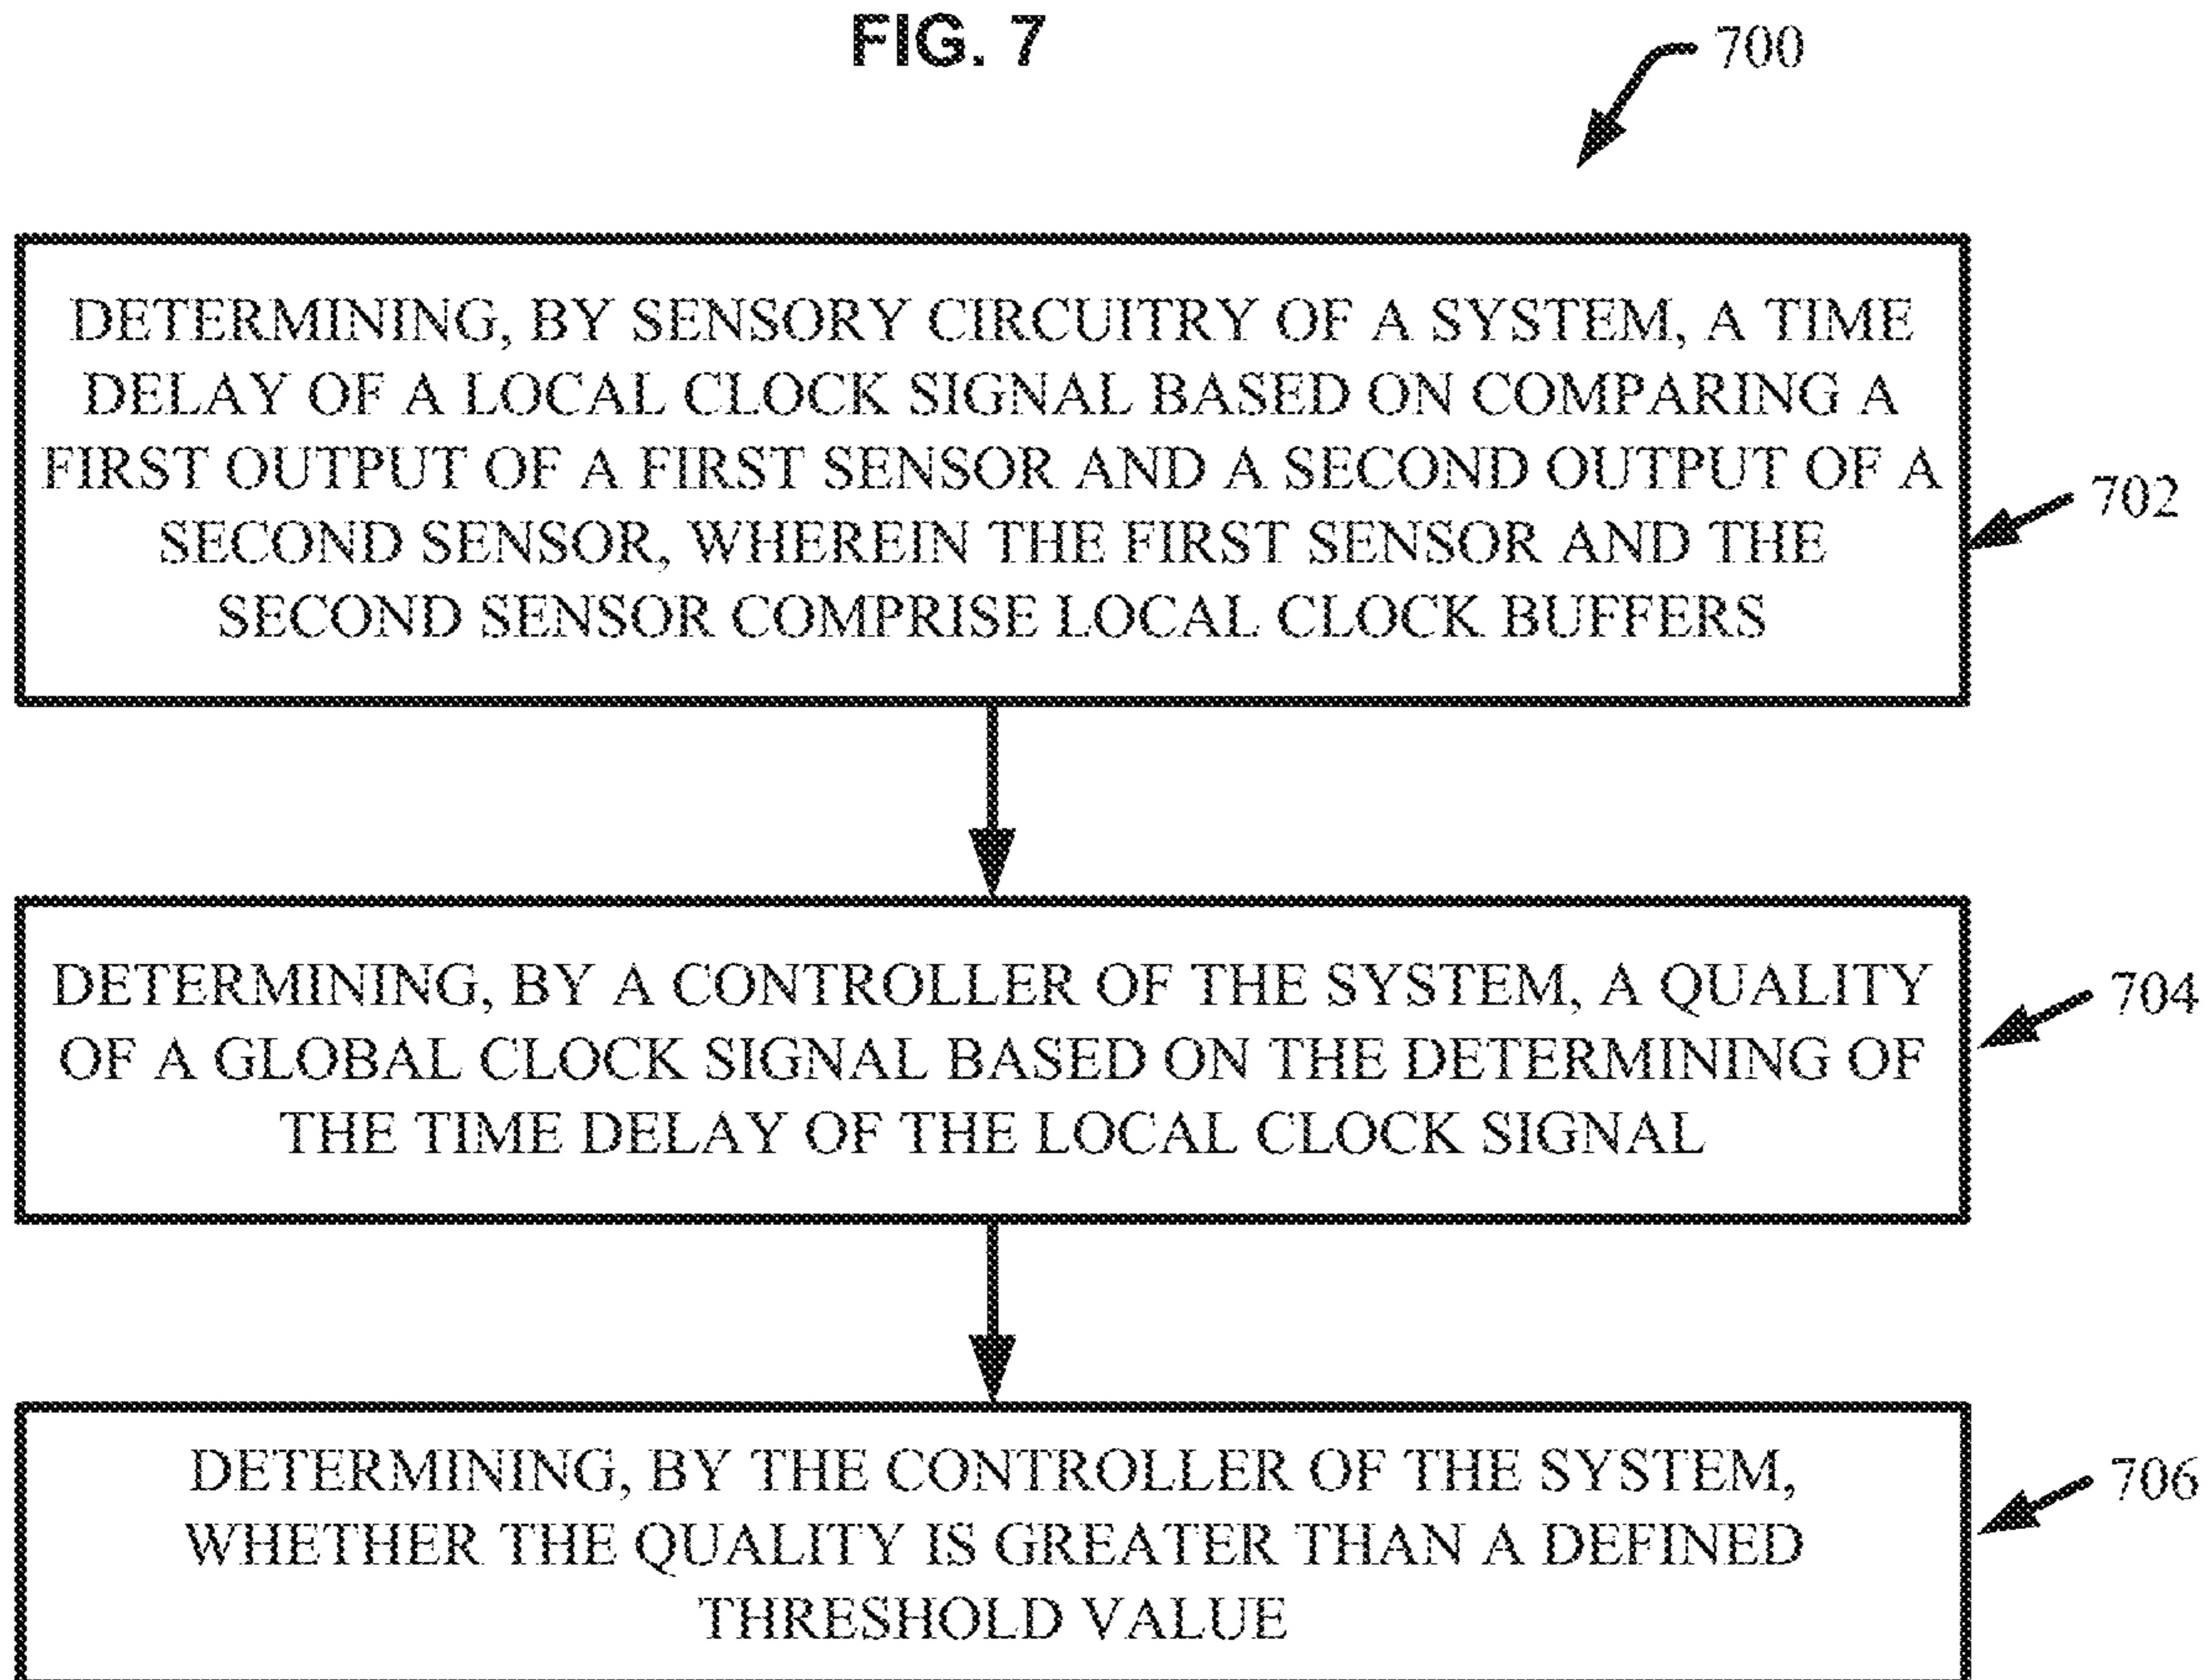 FIG. 7
700
DETERMINING, BY SENSORY CIRCUITRY OF A SYSTEM, A TIME
DELAY OF A LOCAL CLOCK SIGNAL BASED ON COMPARING A
FIRST OUTPUT OF A FIRST SENSOR AND A SECOND OUTPUT OF A
SECOND SENSOR, WHEREIN THE FIRST SENSOR AND THE
SECOND SENSOR COMPRISE LOCAL CLOCK BUFFERS
702
DETERMINING, BY A CONTROLLER OF THE SYSTEM, A QUALITY
OF A GLOBAL CLOCK SIGNAL BASED ON THE DETERMINING OF
THE TIME DELAY OF THE LOCAL CLOCK SIGNAL
704
DETERMINING, BY THE CONTROLLER OF THE SYSTEM,
WHETHER THE QUALITY IS GREATER THAN A DEFINED
THRESHOLD VALUE
706